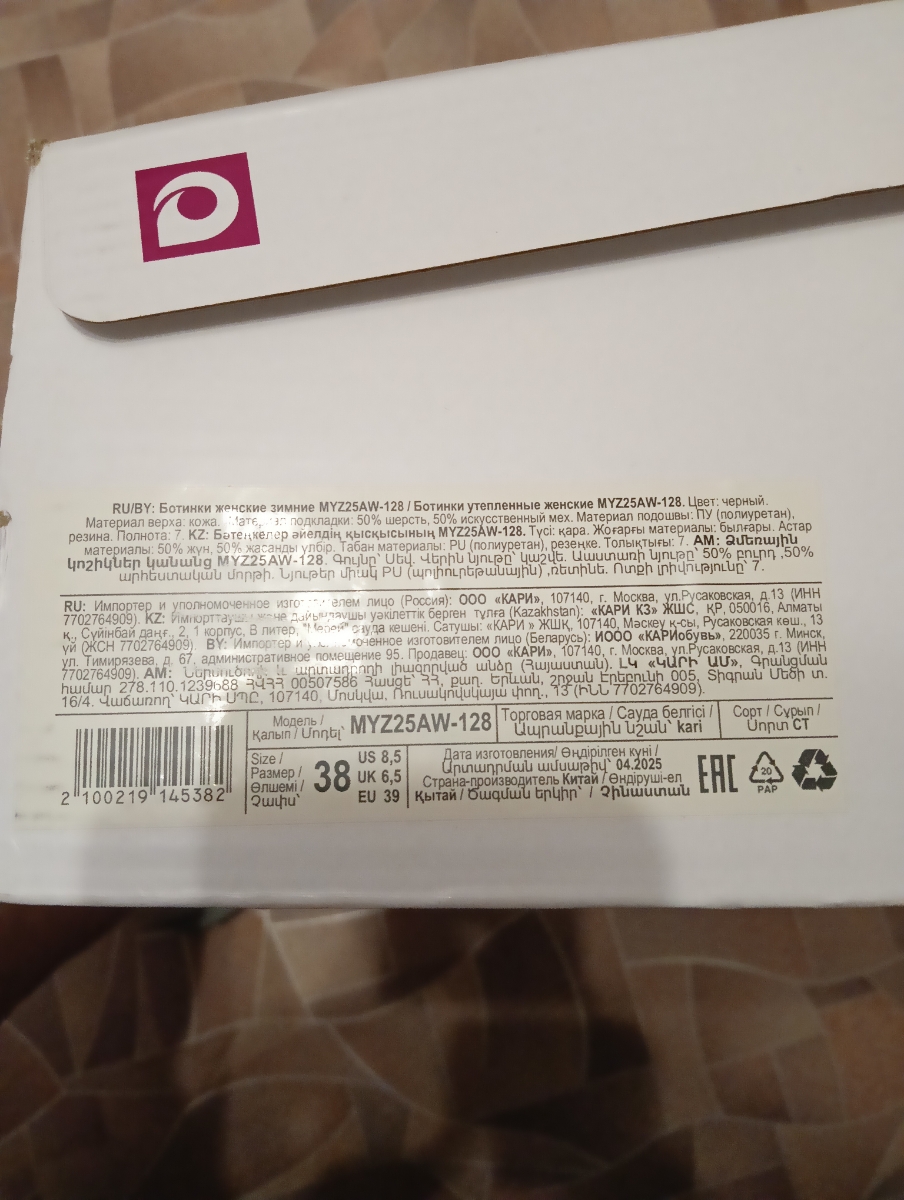 RU/BY: Ботинки женские зимние MYZ25AW-128 / Ботинки утепленные женские MYZ25AW-128. Цвет: черный.
Материал верха: кожа. подкладки: 50% шерсть, 50% искусственный мех. Материал подошвы: ПУ (полиуретан),
резина. Полнота: 7. KZ: Бәтеңкелер әйелдің қысқысының MYZ25AW-128. Түсі: қара. Жоғарғы материалы: былғары. Астар
материалы: 50% жүн, 50% жасанды үлбір. Табан материалы: PU (полиуретан), резеңке. Толықтығы: 7. AM: Ձմեռային
կոշիկներ կանանց MYZ25AW-128. Գույնը՝ Սեվ. Վերին նյութը՝ կաշվե. Աստառի նյութը՝ 50% բուրդ ,50%
արհեստական մորթի. Նյութեր միակ PU (պոլիուրեթանային) ,ռետինե. Ոտքի լրիվությունը՝ 7.
RU: Импортер и уполномоченное лицо (Россия): ООО «КАРИ», 107140, г. Москва, ул.Русаковская, д.13 (ИНН
7702764909). KZ: дайындаушы уәкілеттік берген тұлға (Kazakhstan): «КАРИ КЗ» ЖШС, ҚР, 050016, Алматы
қ., Сүйінбай даңғ., 2, 1 корпус, В литер, сауда кешені. Сатушы: «КАРИ » ЖШҚ, 107140, Мәскеу қ-сы, Русаковская көш., 13
үй (ЖСН 7702764909). BY: Импортер и изготовителем лицо (Беларусь): ИООО «КАРИобувь», 220035 г. Минск,
ул. Тимирязева, д. 67, административное помещение 95. Продавец: ООО «КАРИ», 107140, г. Москва, ул.Русаковская, д.13 (ИНН
7702764909). AM: արտադրողի լիազորված անձը (Հայաստան). ԼԿ «ԿԱՐԻ ԱՄ», Գրանցման
համար 278.110.1239688 ՀՎՀՀ 00507586 Հասցե՝ ՀՀ, քաղ. Երևան, շրջան Էրեբունի 005, Տիգրան Մեծի տ.
16/4. Վաճառող՝ ԿԱՐԻ ՍՊԸ, 107140, Մոսկվա, Ռուսակովսկայա փող., 13 (ԻՆՆ 7702764909).
Модель /
Қалып / Մոդել՝ MYZ25AW-128
Торговая марка / Сауда белгісі /
Ապրանքային նշան՝ kari
Сорт / Сұрып /
Սորտ СТ
2 100219 145382
Size /
Размер /
Өлшемі /
Չափս՝
38
US 8,5
UK 6,5
EU 39
Дата изготовления/ Өндірілген күні /
Արտադրման ամսաթիվ՝ 04.2025
Страна-производитель Китай / Өндіруші-ел
Қытай / Ծագման երկիր՝ / Չինաստան
EAC
20
PAP